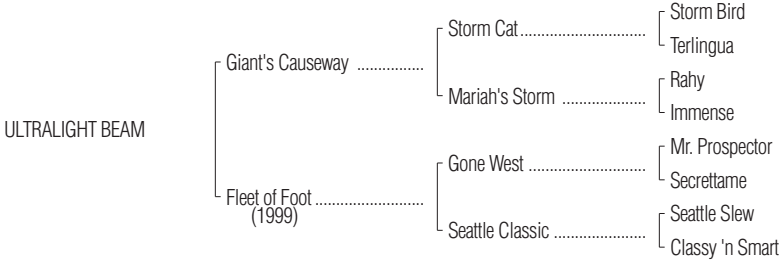 Storm Bird
Storm Cat..............................
Terlingua
Giant's Causeway ................
Rahy
Mariah's Storm ....................
Immense
ULTRALIGHT BEAM
Mr. Prospector
Gone West ............................
Secrettame
Fleet of Foot ..........................
(1999)
Seattle Slew
Seattle Classic ......................
Classy 'n Smart